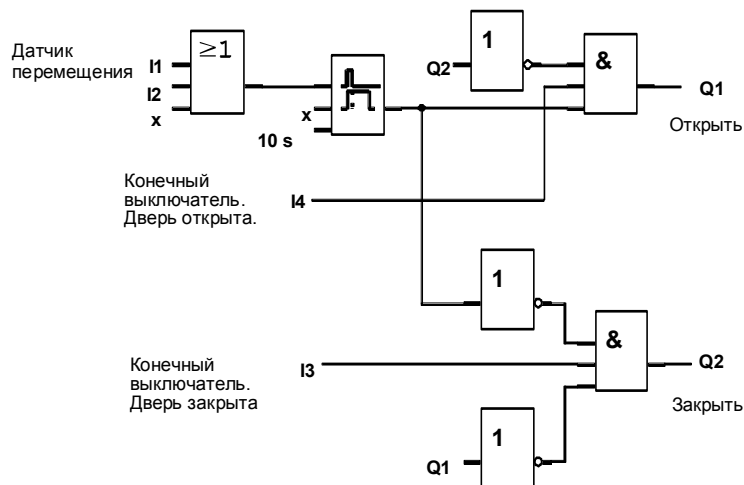 Датчик
перемещения
I1
I2
x
≥1
x
10 s
Q2
1
&
Q1
Открыть
Конечный
выключатель.
Дверь открыта.
I4
1
Конечный
выключатель.
Дверь закрыта
I3
&
Q2
Закрыть
1
Q1